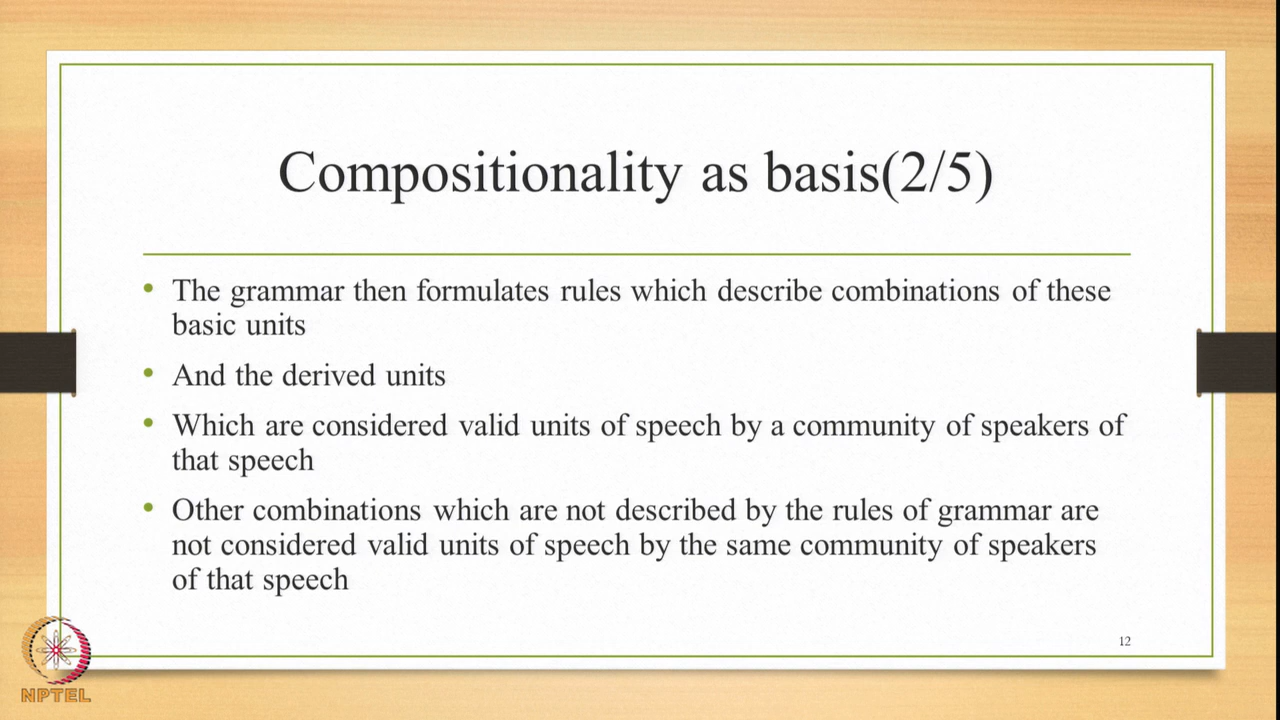 Compositionality as basis(2/5)
• The grammar then formulates rules which describe combinations of these
basic units
• And the derived units
• Which are considered valid units of speech by a community of speakers of
that speech
• Other combinations which are not described by the rules of grammar are
not considered valid units of speech by the same community of speakers
of that speech
12
NPTEL